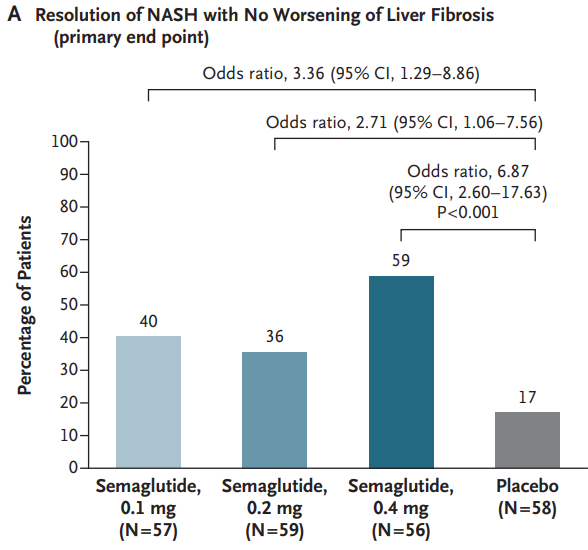 A Resolution of NASH with No Worsening of Liver Fibrosis
(primary end point)
Odds ratio, 3.36 (95% CI, 1.29–8.86)
Odds ratio, 2.71 (95% CI, 1.06–7.56)
Odds ratio, 6.87
(95% CI, 2.60–17.63)
P<0.001
Percentage of Patients
100
90
80
70
60
50
40
30
20
10
0
40
36
59
17
Semaglutide, 0.1 mg (N=57)
Semaglutide, 0.2 mg (N=59)
Semaglutide, 0.4 mg (N=56)
Placebo (N=58)